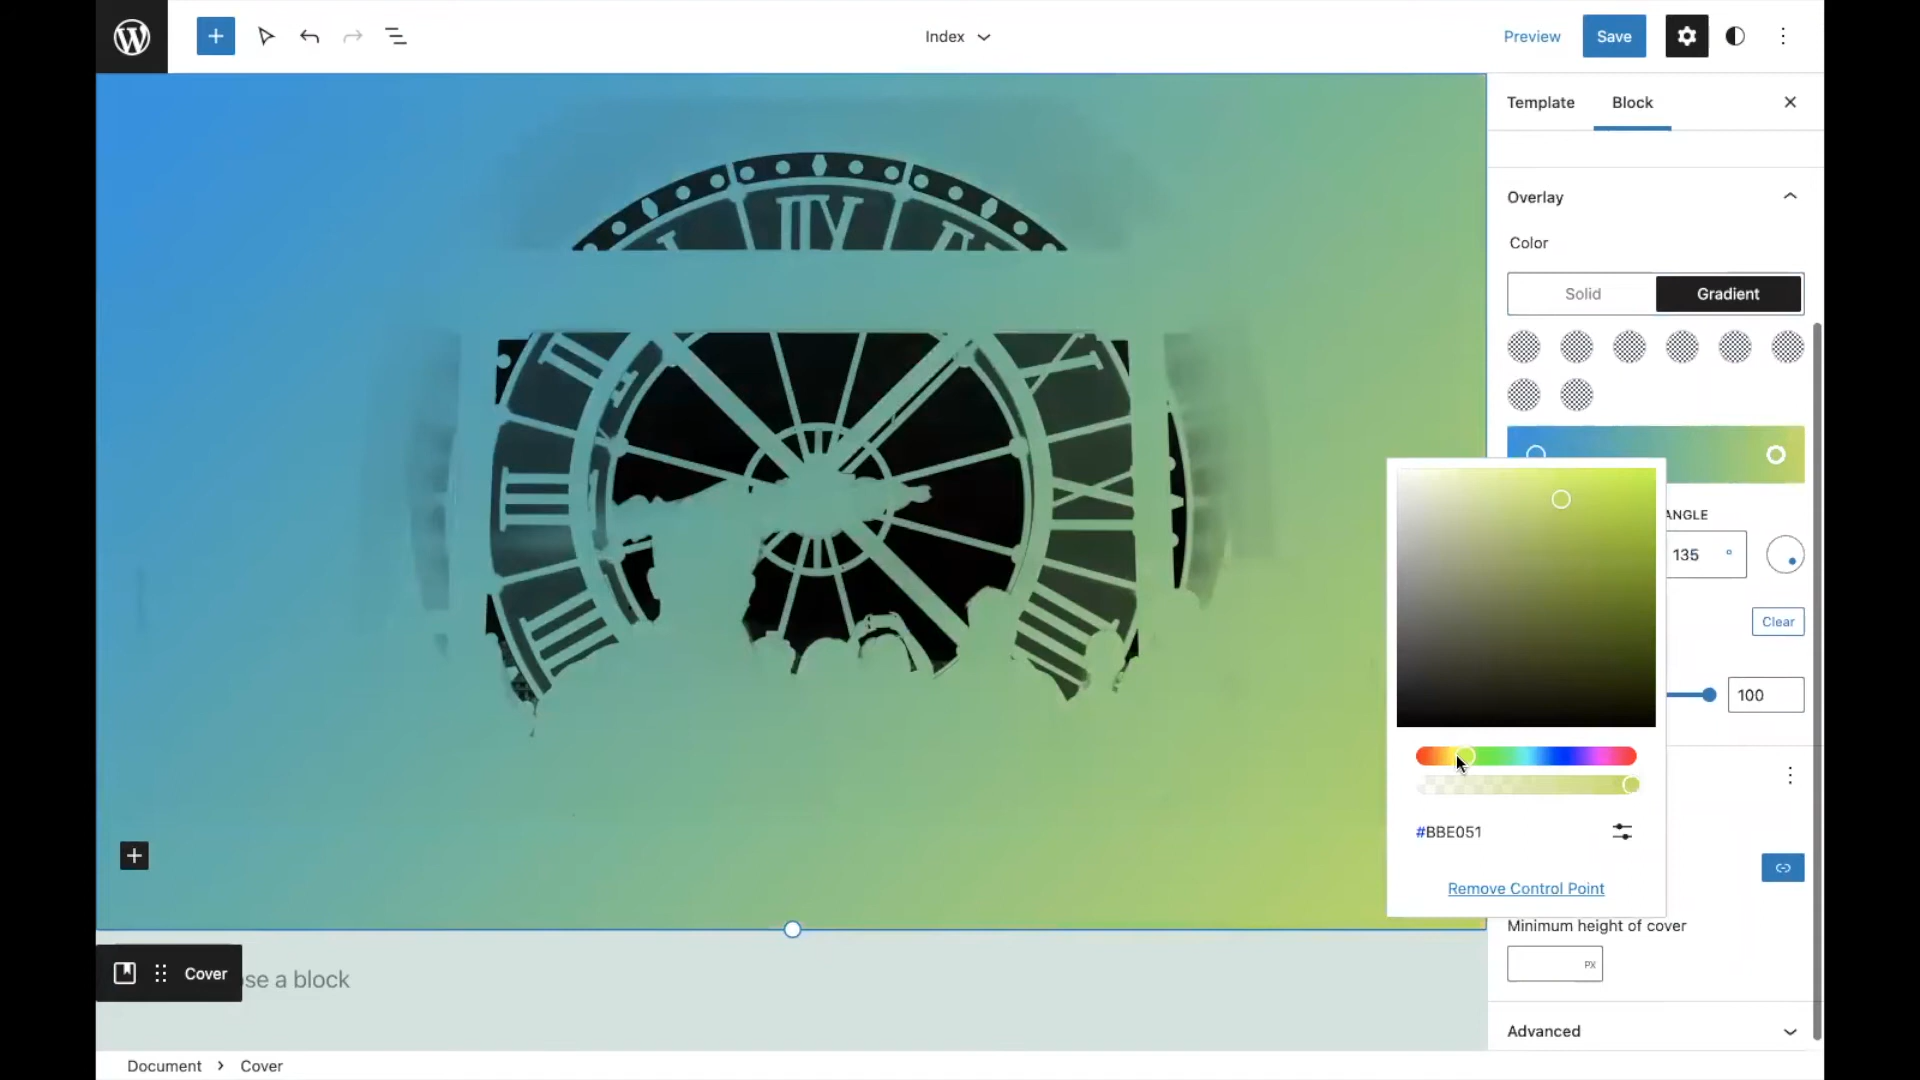 Index
Preview
Save
Template
Block
Overlay
Color
Solid
Gradient
ANGLE
135 °
Clear
100
#BBE051
Remove Control Point
Minimum height of cover
PX
Cover
se a block
Advanced
Document > Cover